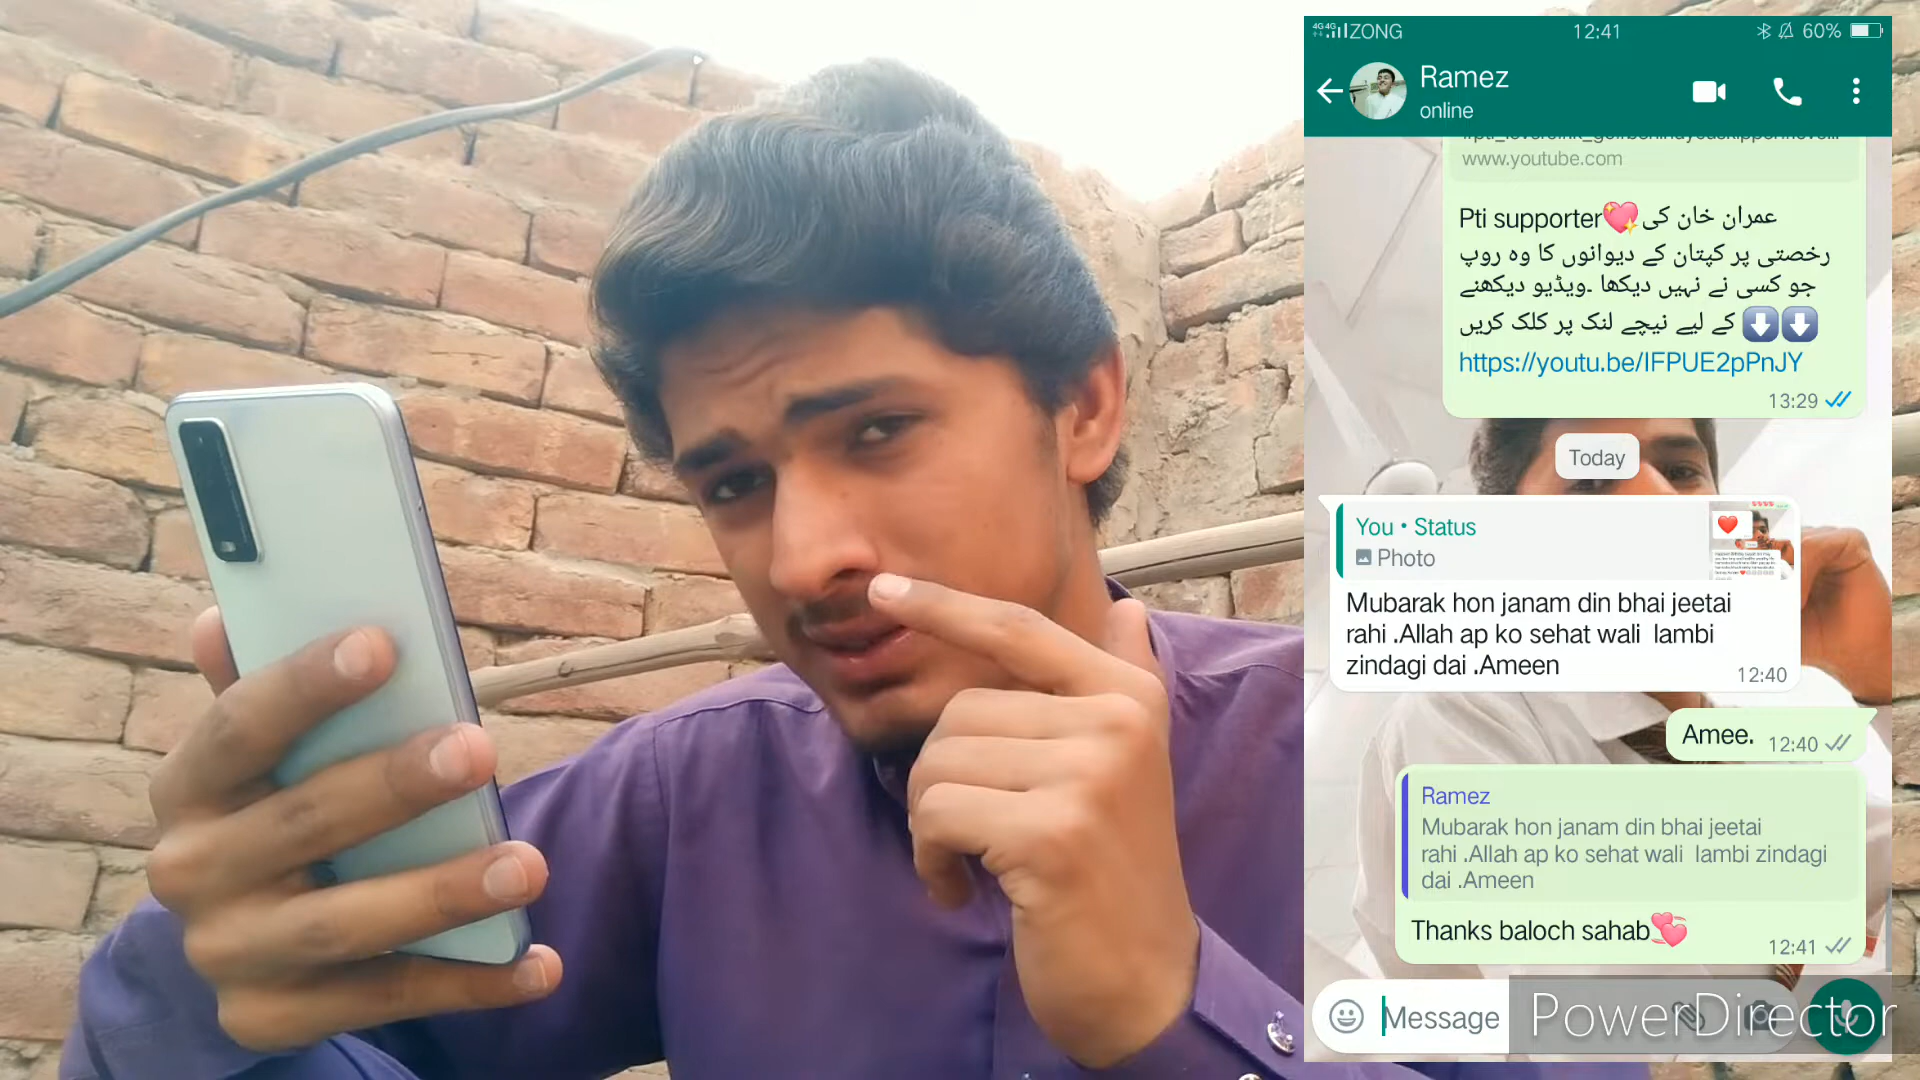 4G 4G ZONG 12:41 60%
Ramez
online
www.youtube.com
Pti supporter💖عمران خان کی
رخصتی پر کپتان کے دیوانوں کا وہ روپ
جو کسی نے نہیں دیکھا ۔ویڈیو دیکھنے
کے لیے نیچے لنک پر کلک کریں ⬇️⬇️
https://youtu.be/IFPUE2pPnJY
13:29
Today
You • Status
Photo
Mubarak hon janam din bhai jeetai
rahi .Allah ap ko sehat wali lambi
zindagi dai .Ameen
12:40
Amee. 12:40
Ramez
Mubarak hon janam din bhai jeetai
rahi .Allah ap ko sehat wali lambi zindagi
dai .Ameen
Thanks baloch sahab💞
12:41
Message
PowerDirector